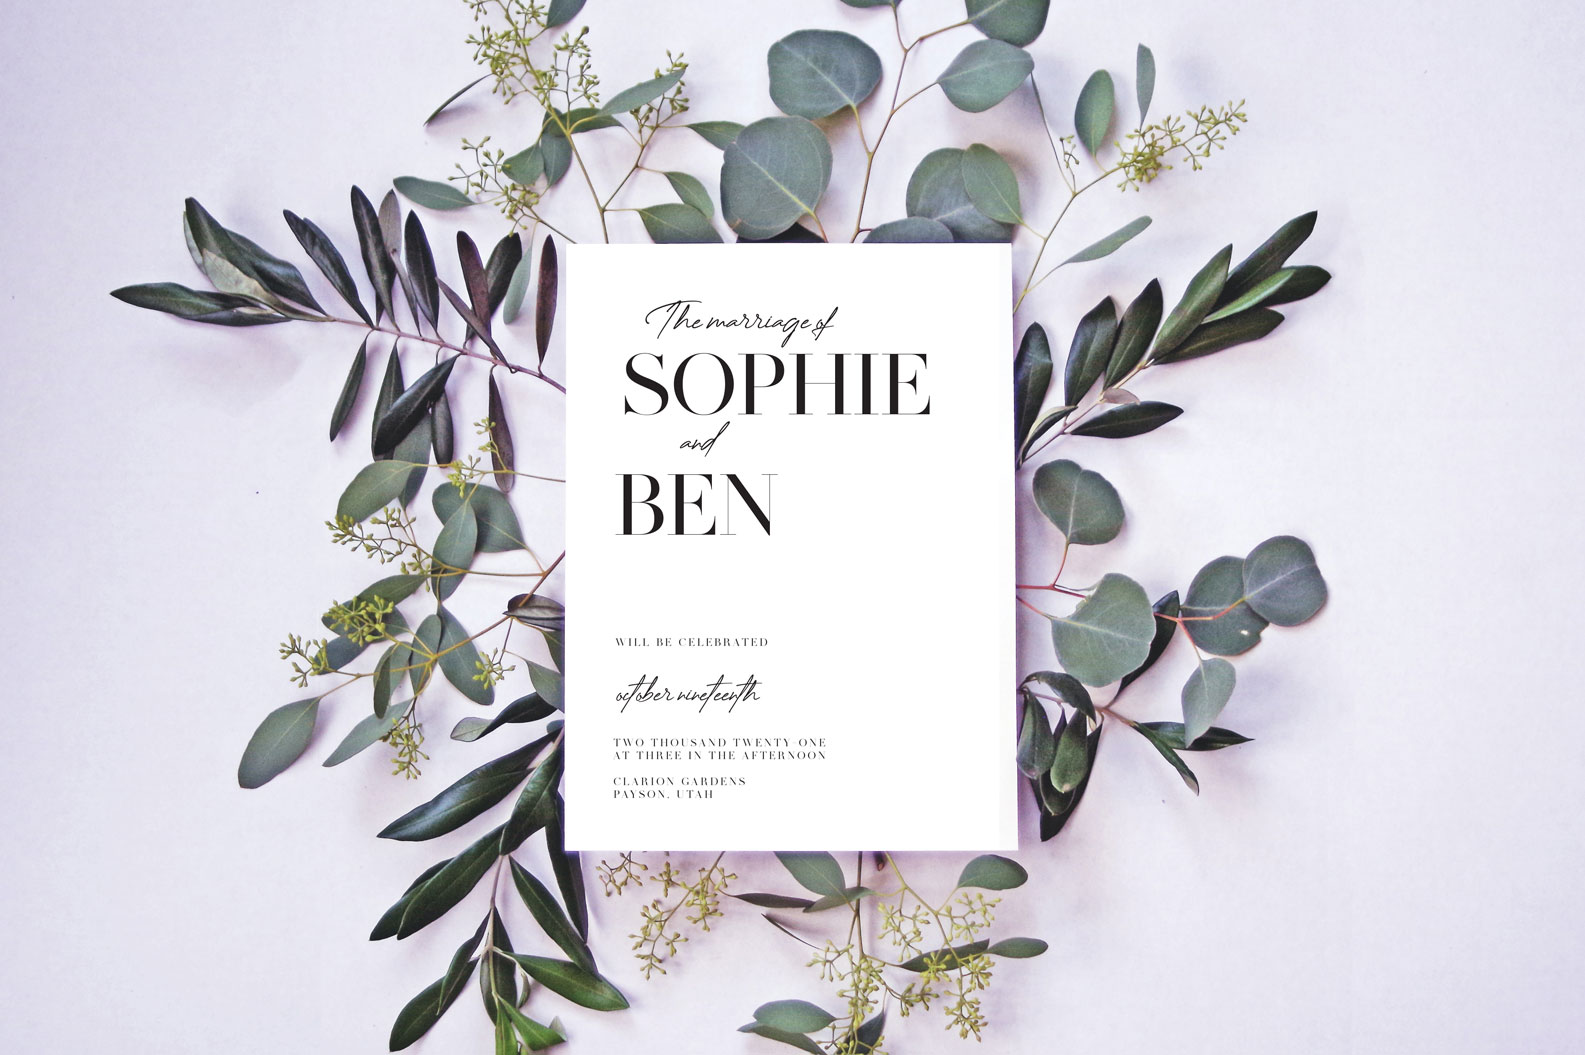 The marriage of
SOPHIE
and
BEN
WILL BE CELEBRATED
october nineteenth
TWO THOUSAND TWENTY-ONE
AT THREE IN THE AFTERNOON
CLARION GARDENS
PAYSON, UTAH